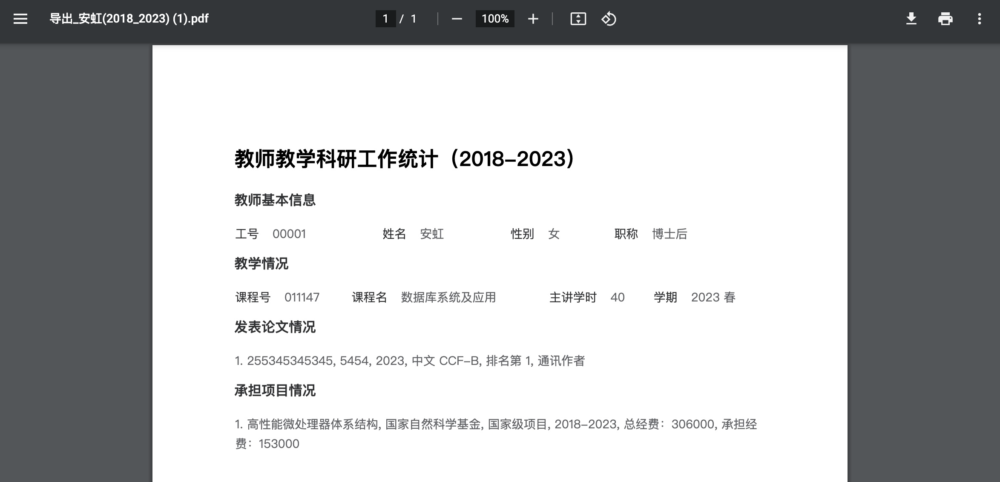 导出_安虹(2018_2023) (1).pdf 1 / 1 100%
教师教学科研工作统计（2018–2023）
教师基本信息
工号 00001 姓名 安虹 性别 女 职称 博士后
教学情况
课程号 011147 课程名 数据库系统及应用 主讲学时 40 学期 2023 春
发表论文情况
1. 255345345345, 5454, 2023, 中文 CCF–B, 排名第 1, 通讯作者
承担项目情况
1. 高性能微处理器体系结构, 国家自然科学基金, 国家级项目, 2018–2023, 总经费：306000, 承担经
费：153000